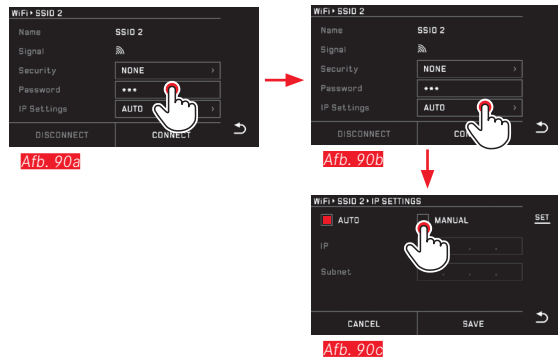 WiFi▸SSID 2
Name SSID 2
Signal
Security NONE >
Password •••
IP Settings AUTO >
DISCONNECT CONNECT
Afb. 90a
WiFi▸SSID 2
Name SSID 2
Signal
Security NONE >
Password •••
IP Settings AUTO >
DISCONNECT
Afb. 90b
WiFi▸SSID 2▸IP SETTINGS
AUTO MANUAL SET
IP . .
Subnet . . .
CANCEL SAVE
Afb. 90c